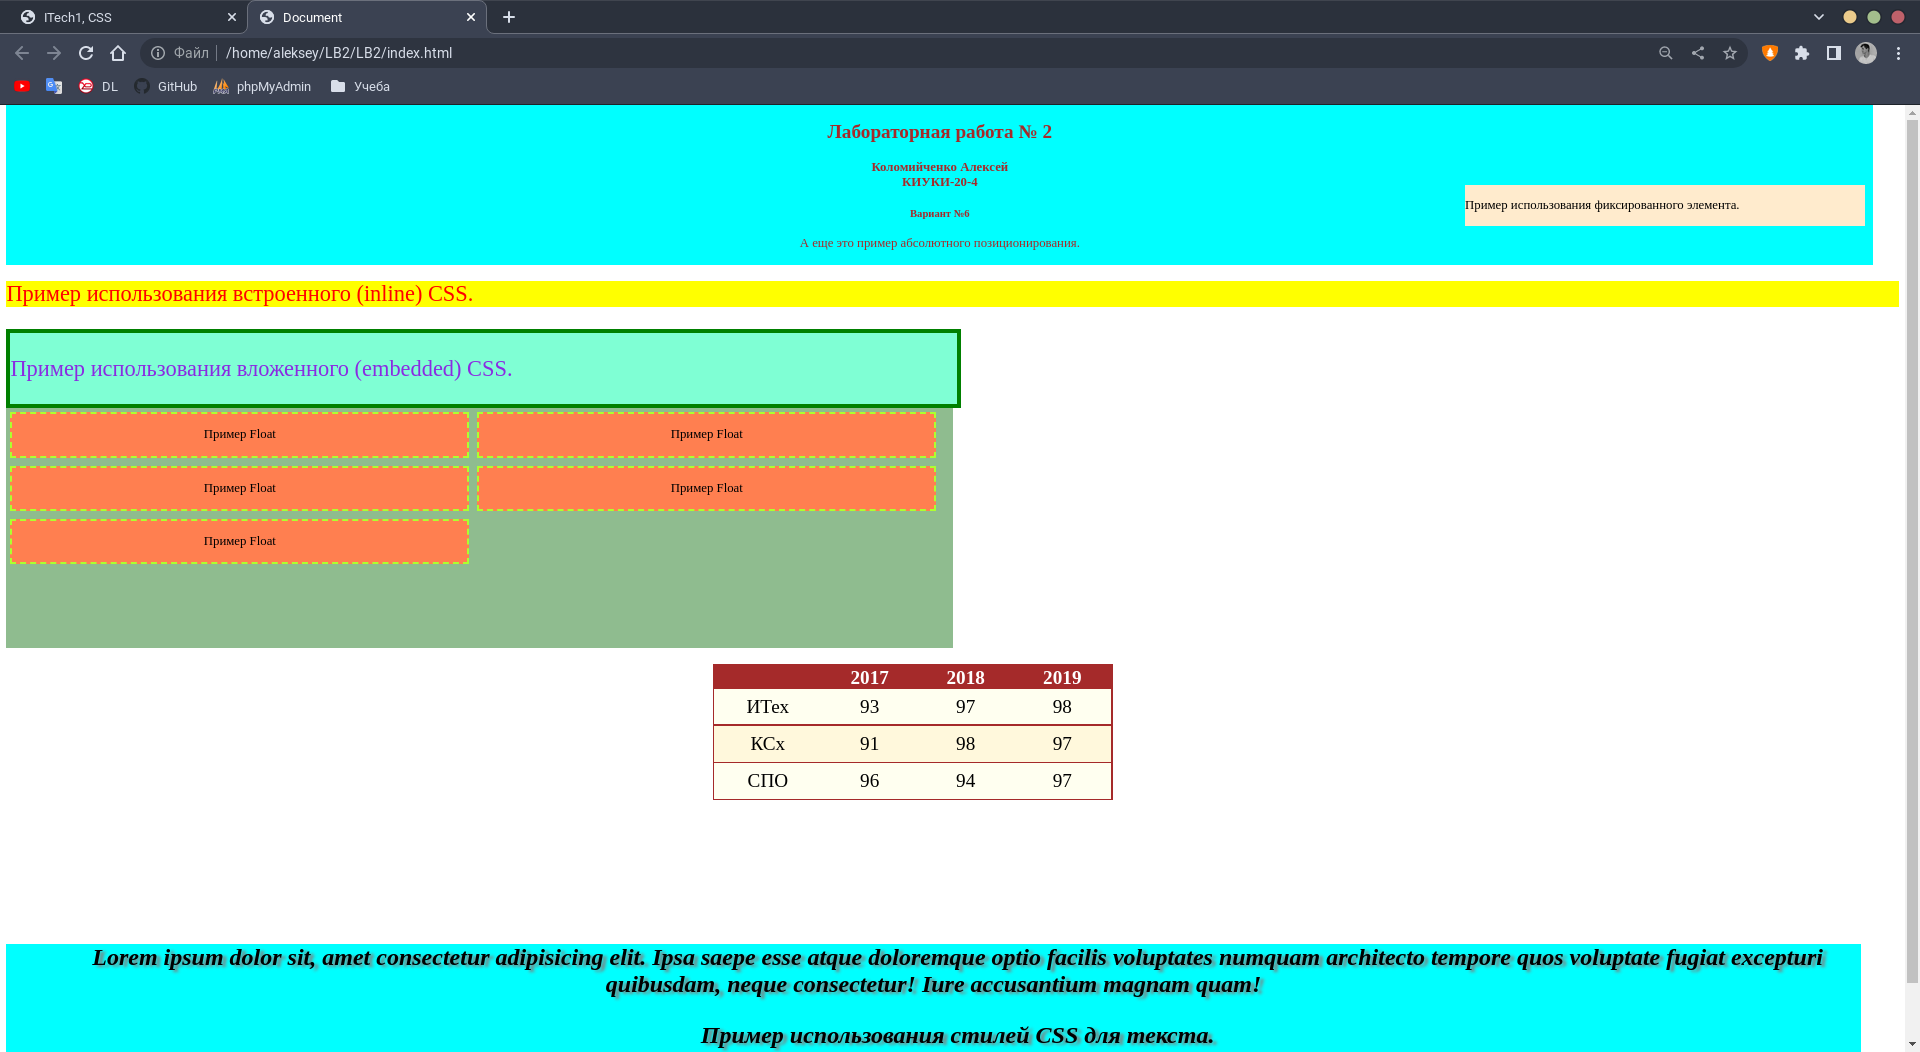 ITech1, CSS
Document
Файл
/home/aleksey/LB2/LB2/index.html
DL
GitHub
phpMyAdmin
Учеба
Лабораторная работа № 2
Коломийченко Алексей
КИУКИ-20-4
Вариант №6
А еще это пример абсолютного позиционирования.
Пример использования фиксированного элемента.
Пример использования встроенного (inline) CSS.
Пример использования вложенного (embedded) CSS.
Пример Float Пример Float
Пример Float Пример Float
Пример Float
2017 2018 2019
ИТех 93 97 98
КСх 91 98 97
СПО 96 94 97
Lorem ipsum dolor sit, amet consectetur adipisicing elit. Ipsa saepe esse atque doloremque optio facilis voluptates numquam architecto tempore quos voluptate fugiat excepturi
quibusdam, neque consectetur! Iure accusantium magnam quam!
Пример использования стилей CSS для текста.